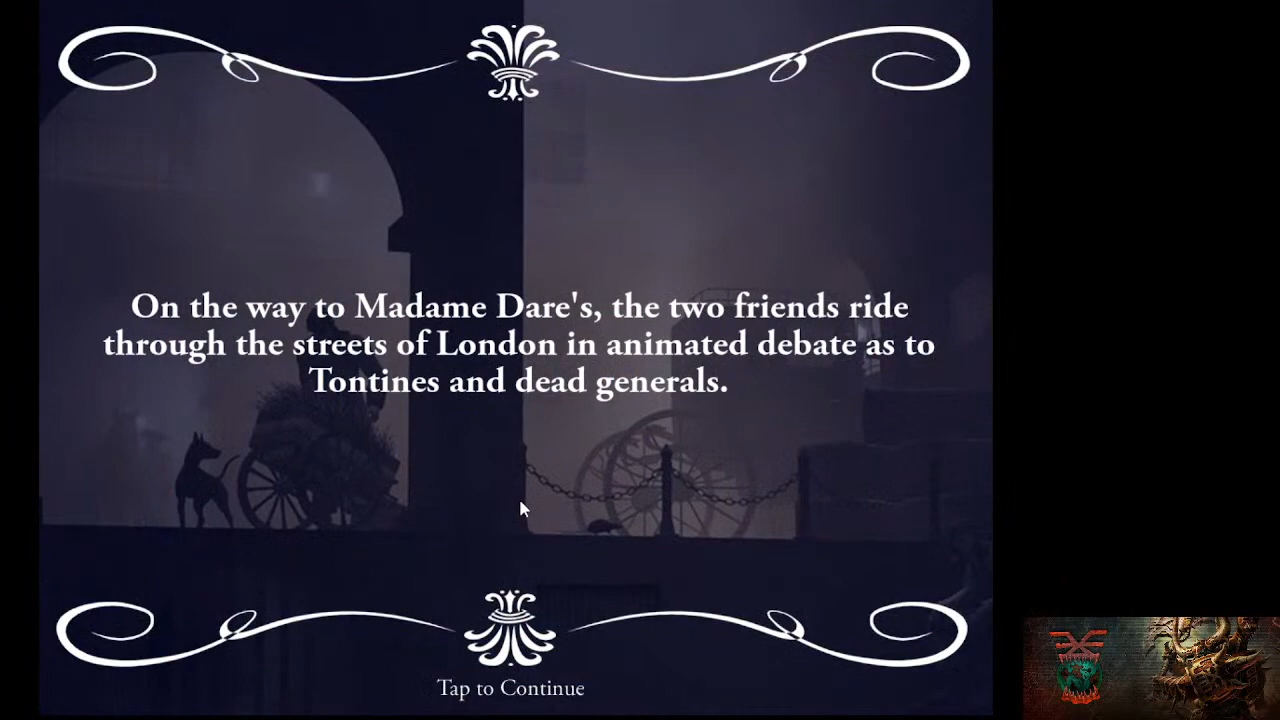 On the way to Madame Dare's, the two friends ride
through the streets of London in animated debate as to
Tontines and dead generals.
Tap to Continue